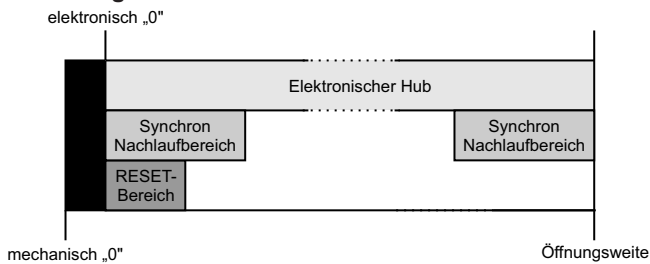 elektronisch „0"
Elektronischer Hub
Synchron
Nachlaufbereich
Synchron
Nachlaufbereich
RESET-
Bereich
mechanisch „0"
Öffnungsweite